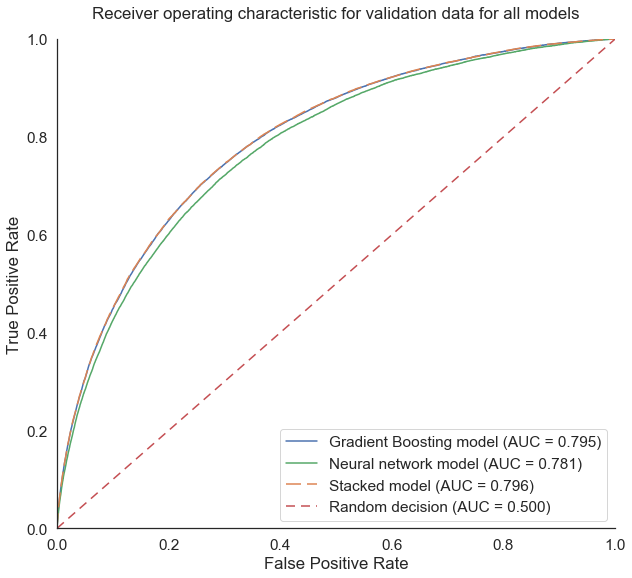 Receiver operating characteristic for validation data for all models
1.0
0.8
0.6
0.4
0.2
0.0
True Positive Rate
Gradient Boosting model (AUC = 0.795)
Neural network model (AUC = 0.781)
Stacked model (AUC = 0.796)
Random decision (AUC = 0.500)
0.0 0.2 0.4 0.6 0.8 1.0
False Positive Rate